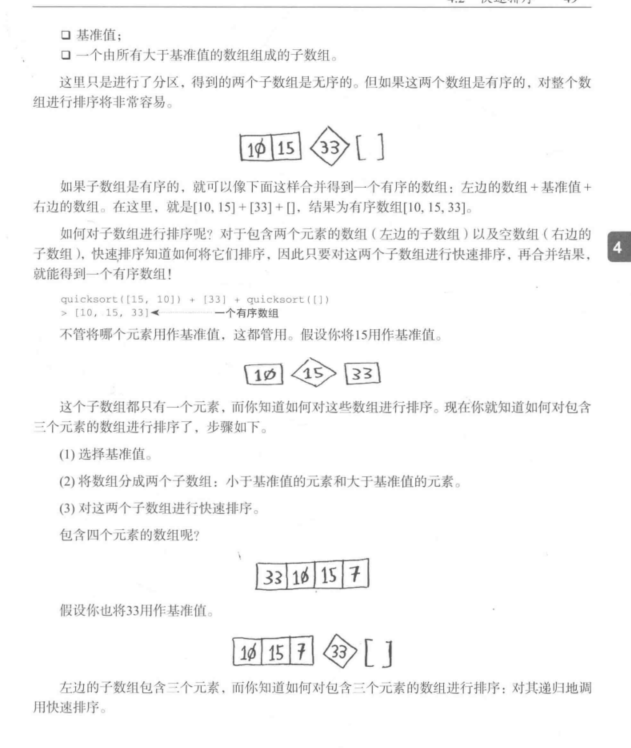 ❑ 基准值；
❑ 一个由所有大于基准值的数组组成的子数组。
这里只是进行了分区，得到的两个子数组是无序的。但如果这两个数组是有序的，对整个数
组进行排序将非常容易。
10 15 33 [ ]
如果子数组是有序的，就可以像下面这样合并得到一个有序的数组：左边的数组 + 基准值 +
右边的数组。在这里，就是[10, 15] + [33] + []，结果为有序数组[10, 15, 33]。
如何对子数组进行排序呢？对于包含两个元素的数组（左边的子数组）以及空数组（右边的
子数组），快速排序知道如何将它们排序，因此只要对这两个子数组进行快速排序，再合并结果，
就能得到一个有序数组！
4
quicksort([15, 10]) + [33] + quicksort([])
> [10, 15, 33] 一个有序数组
不管将哪个元素用作基准值，这都管用。假设你将15用作基准值。
10 15 33
这个子数组都只有一个元素，而你知道如何对这些数组进行排序。现在你就知道如何对包含
三个元素的数组进行排序了，步骤如下。
(1) 选择基准值。
(2) 将数组分成两个子数组：小于基准值的元素和大于基准值的元素。
(3) 对这两个子数组进行快速排序。
包含四个元素的数组呢？
33 10 15 7
假设你也将33用作基准值。
10 15 7 33 [ ]
左边的子数组包含三个元素，而你知道如何对包含三个元素的数组进行排序：对其递归地调
用快速排序。